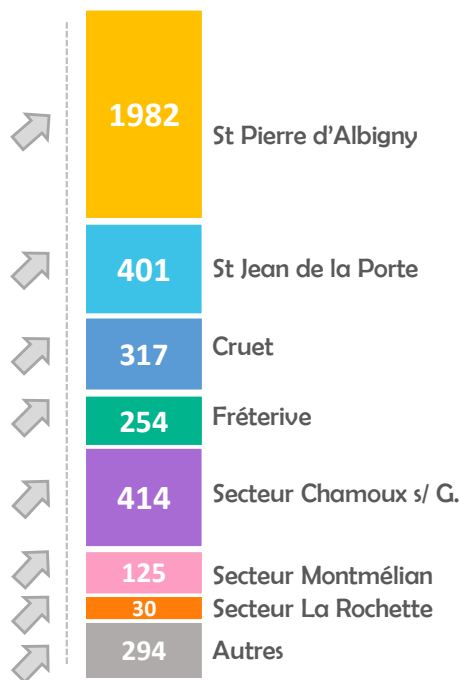 1982 St Pierre d’Albigny
401 St Jean de la Porte
317 Cruet
254 Fréterive
414 Secteur Chamoux s/ G.
125 Secteur Montmélian
30 Secteur La Rochette
294 Autres